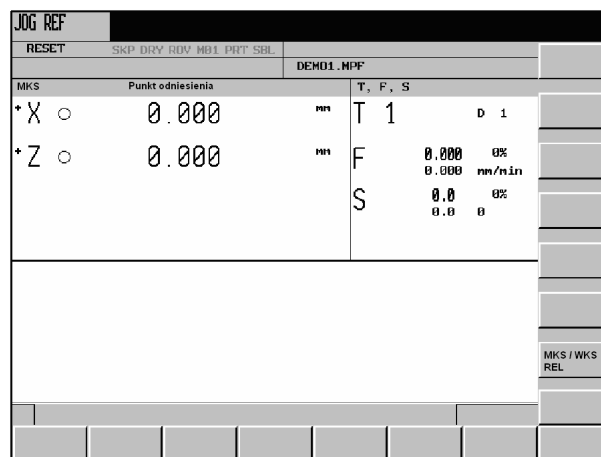 JOG REF
RESET SKP DRY ROV M01 PRT SBL
DEMO1.MPF
MKS Punkt odniesienia T, F, S
+X 0.000 mm T 1 D 1
+Z 0.000 mm F 0.000 0%
0.000 mm/min
S 0.0 0%
0.0 0
MKS / WKS
REL